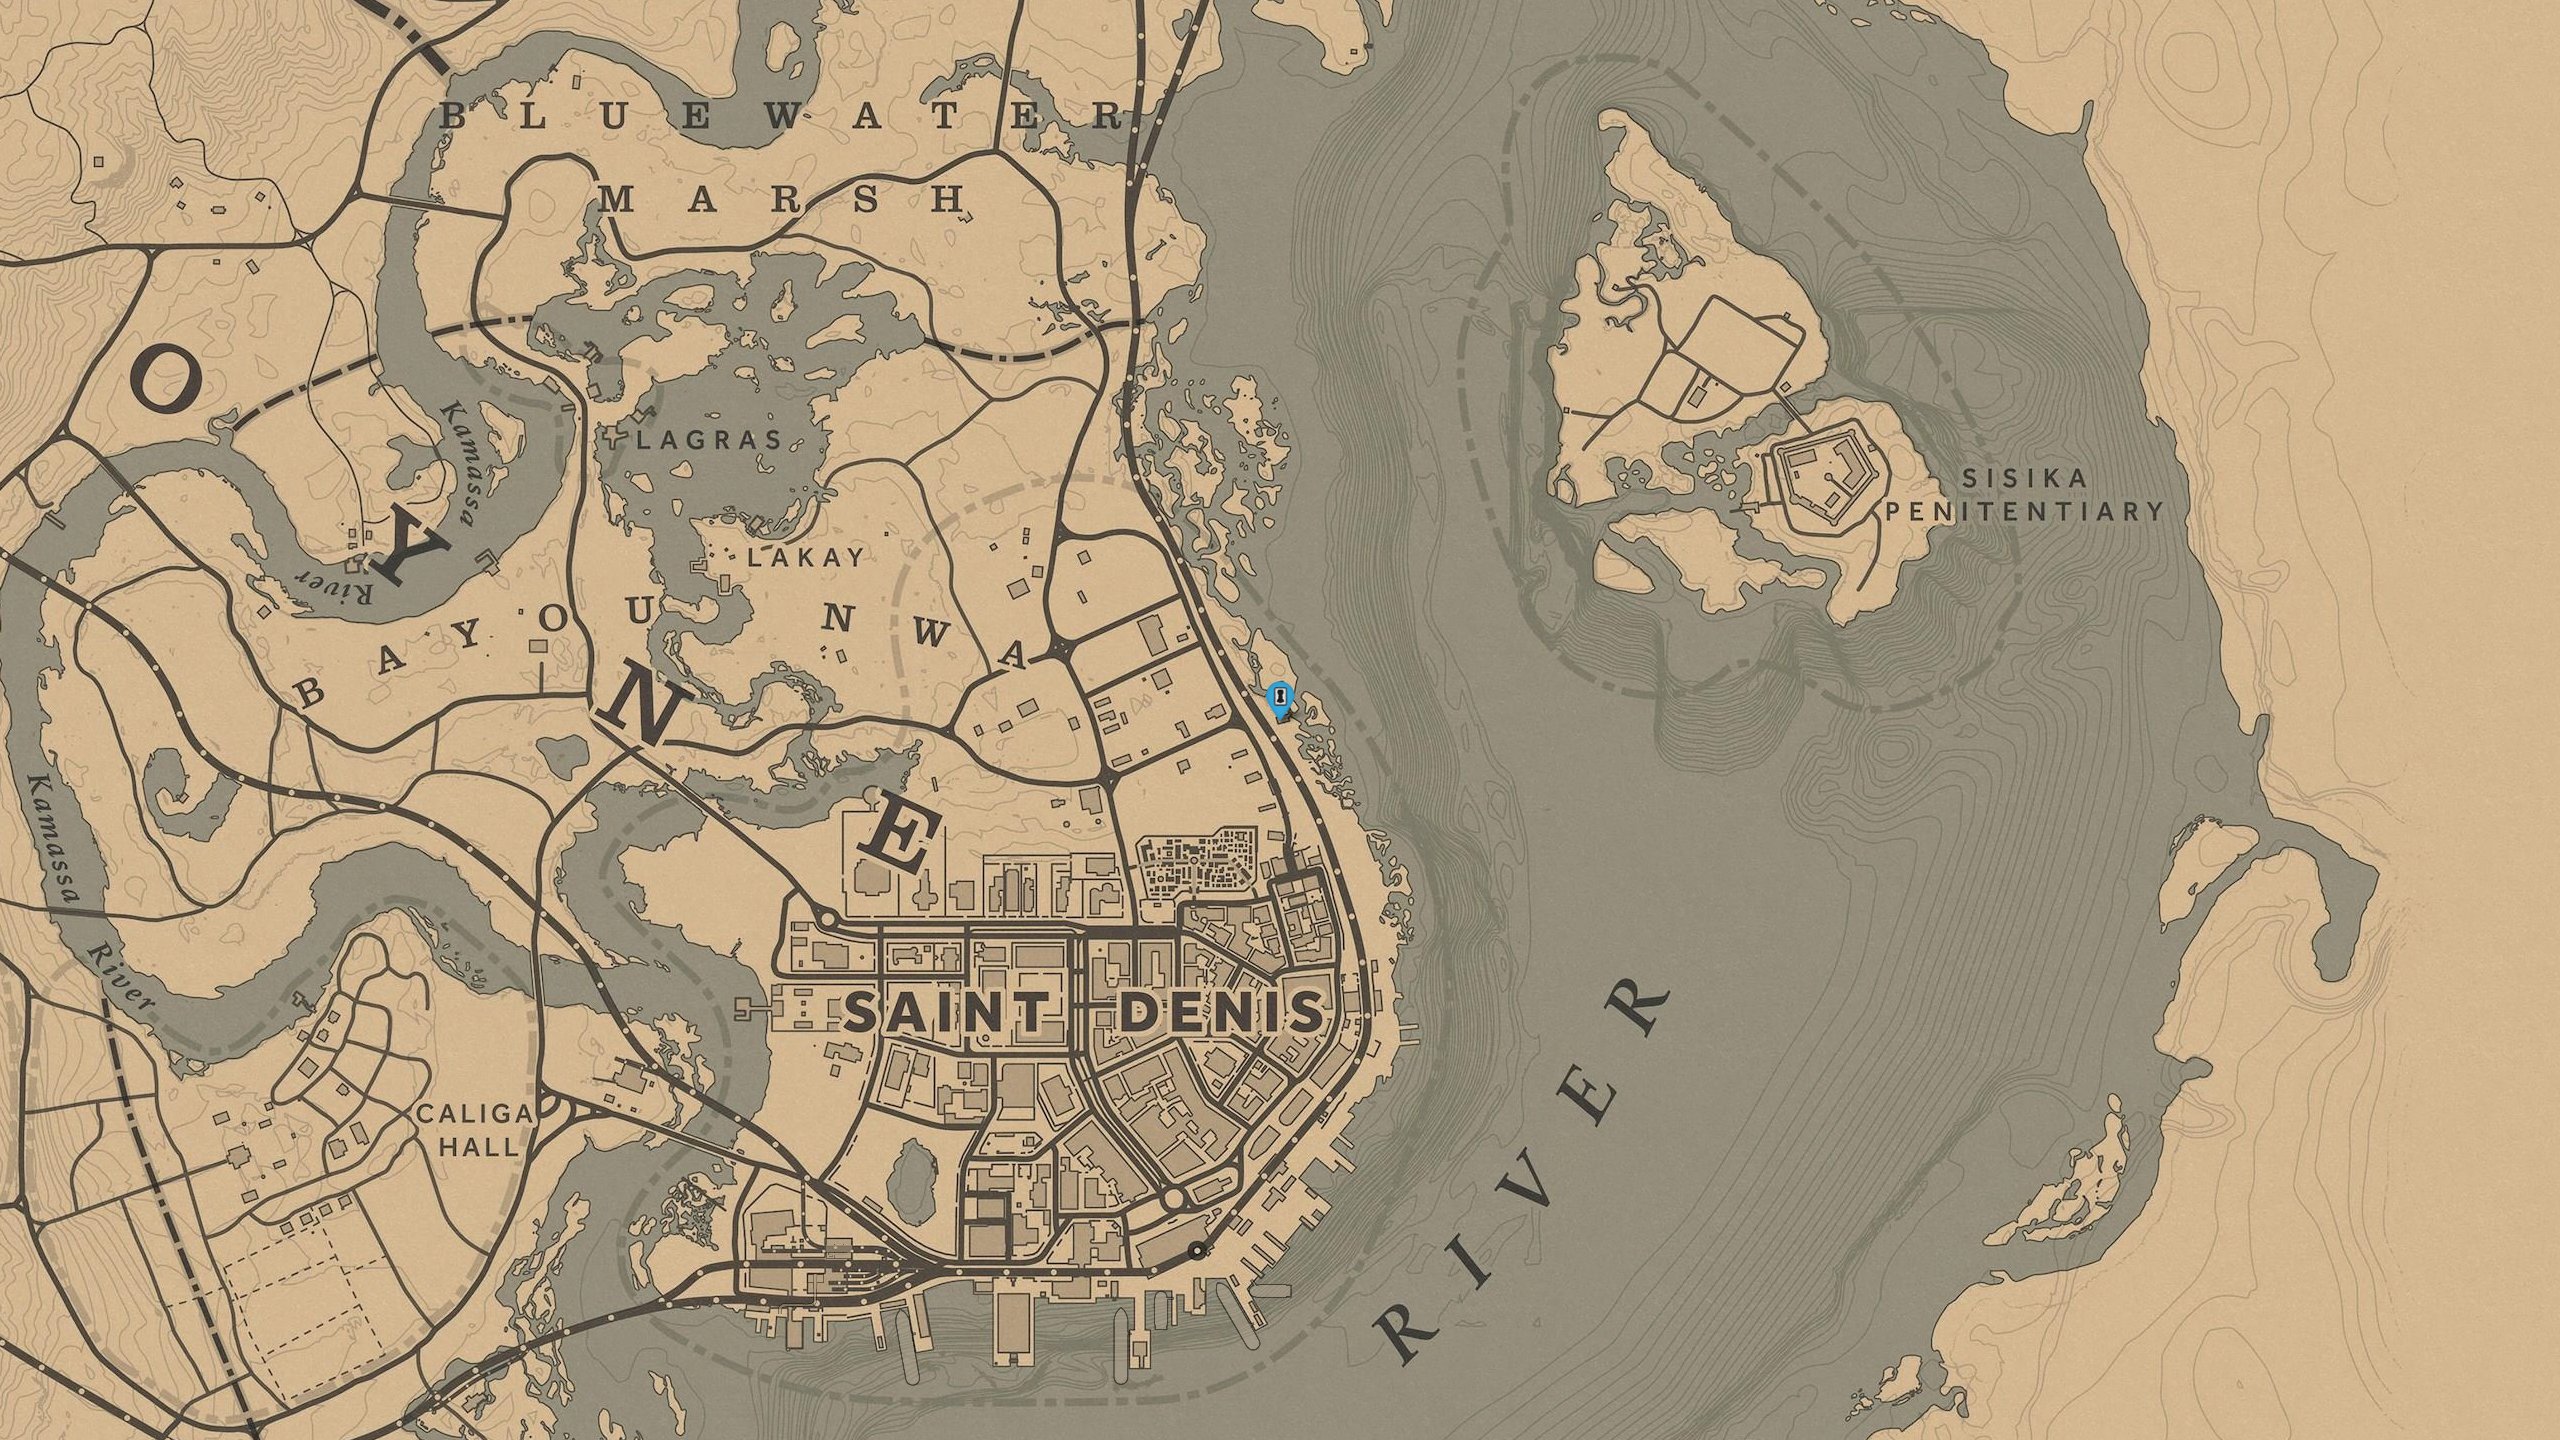 BLUEWATER
MARSH
O
Kamassa
River
LAGRAS
SISIKA
PENITENTIARY
Y
LAKAY
BAYOU NWA
N
Kamassa
River
E
SAINT DENIS
CALIGA
HALL
RIVER